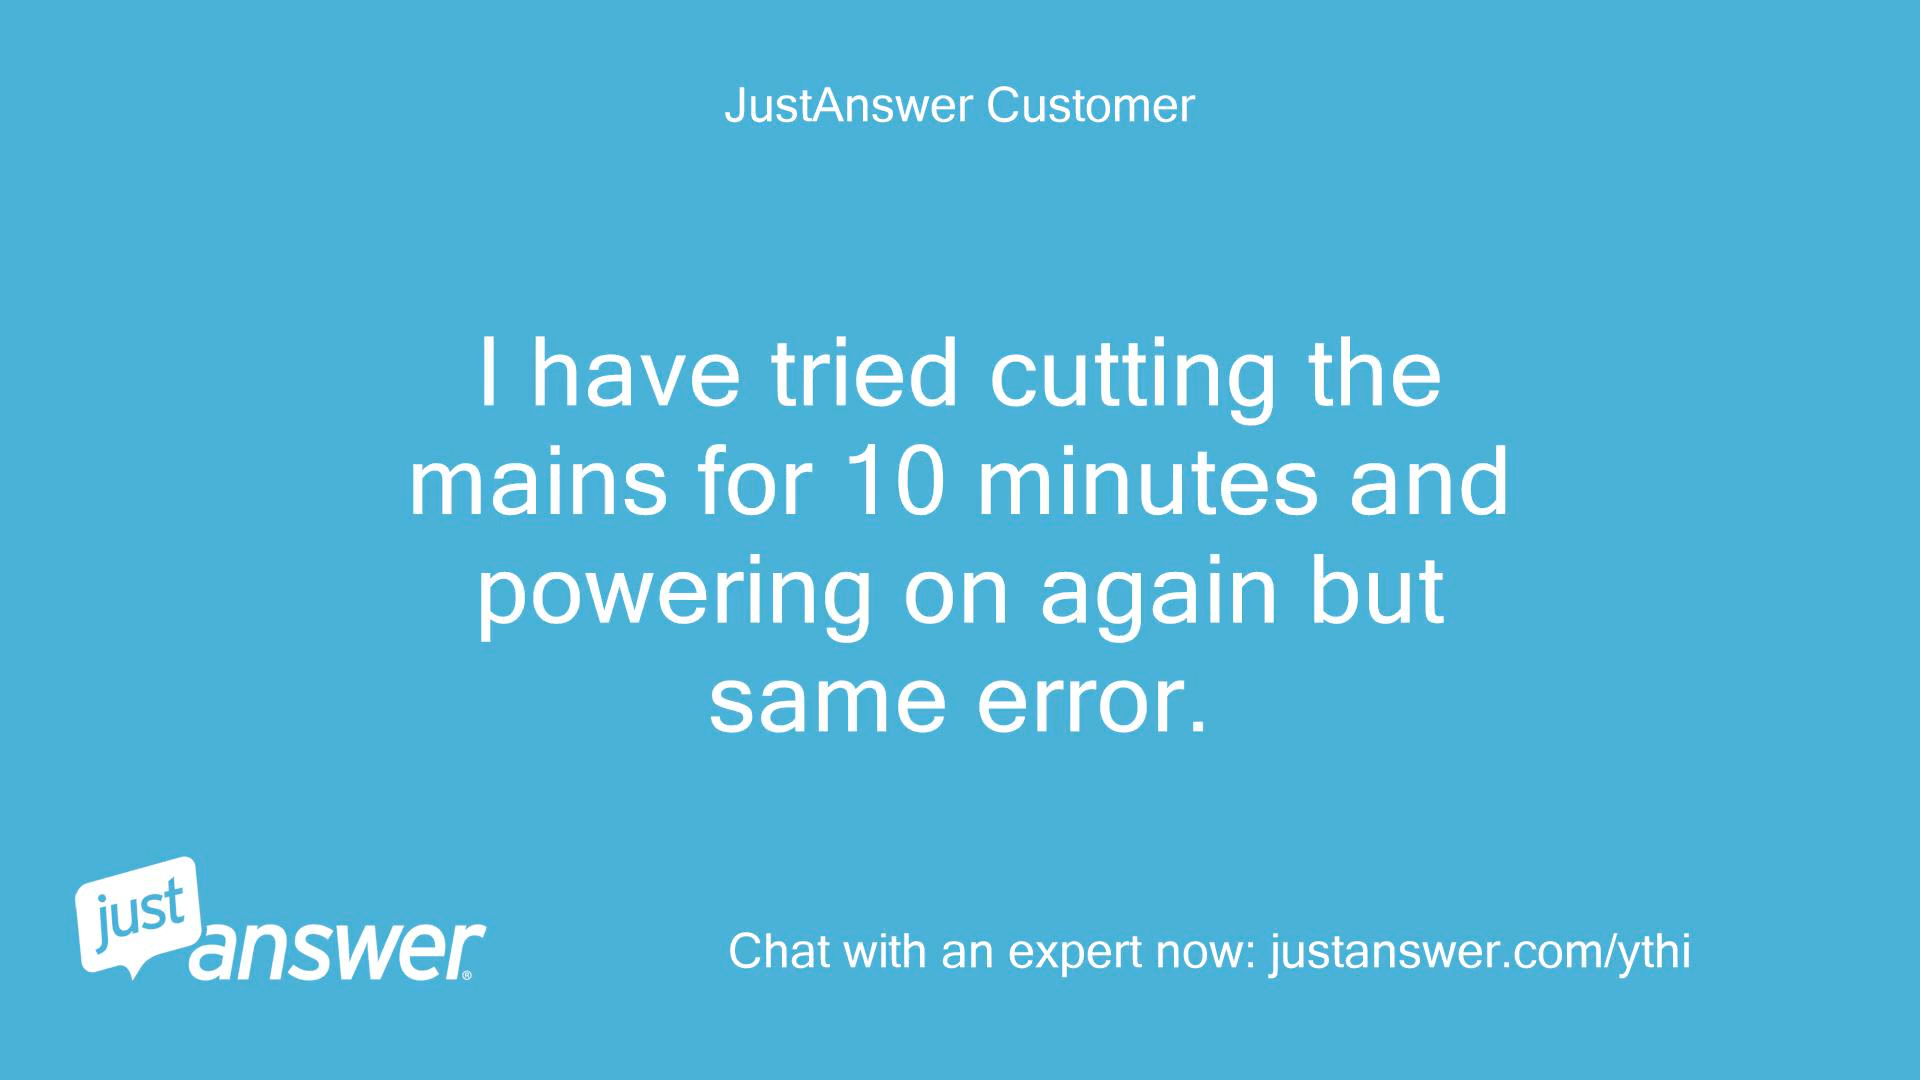 JustAnswer Customer
I have tried cutting the
mains for 10 minutes and
powering on again but
same error.
just
answer®
Chat with an expert now: justanswer.com/ythi